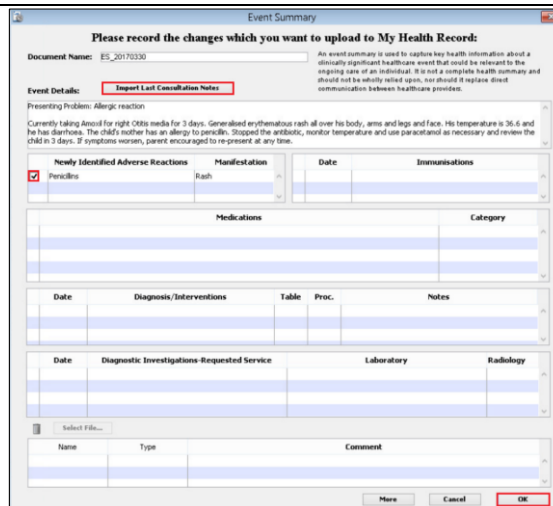 Event Summary
Please record the changes which you want to upload to My Health Record:
Document Name: ES_20170330
An event summary is used to capture key health information about a
clinically significant healthcare event that could be relevant to the
ongoing care of an individual. It is not a complete health summary and
should not be wholly relied upon, nor should it replace direct
communication between healthcare providers.
Event Details: Import Last Consultation Notes
Presenting Problem: Allergic reaction
Currently taking Amoxil for right Otitis media for 3 days. Generalised erythematous rash all over his body, arms and legs and face. His temperature is 36.6 and
he has diarrhoea. The child's mother has an allergy to penicillin. Stopped the antibiotic, monitor temperature and use paracetamol as necessary and review the
child in 3 days. If symptoms worsen, parent encouraged to re-present at any time.
Newly Identified Adverse Reactions Manifestation
Penicillins Rash
Date Immunisations
Medications Category
Date Diagnosis/Interventions Table Proc. Notes
Date Diagnostic Investigations-Requested Service Laboratory Radiology
Select File...
Name Type Comment
More Cancel OK